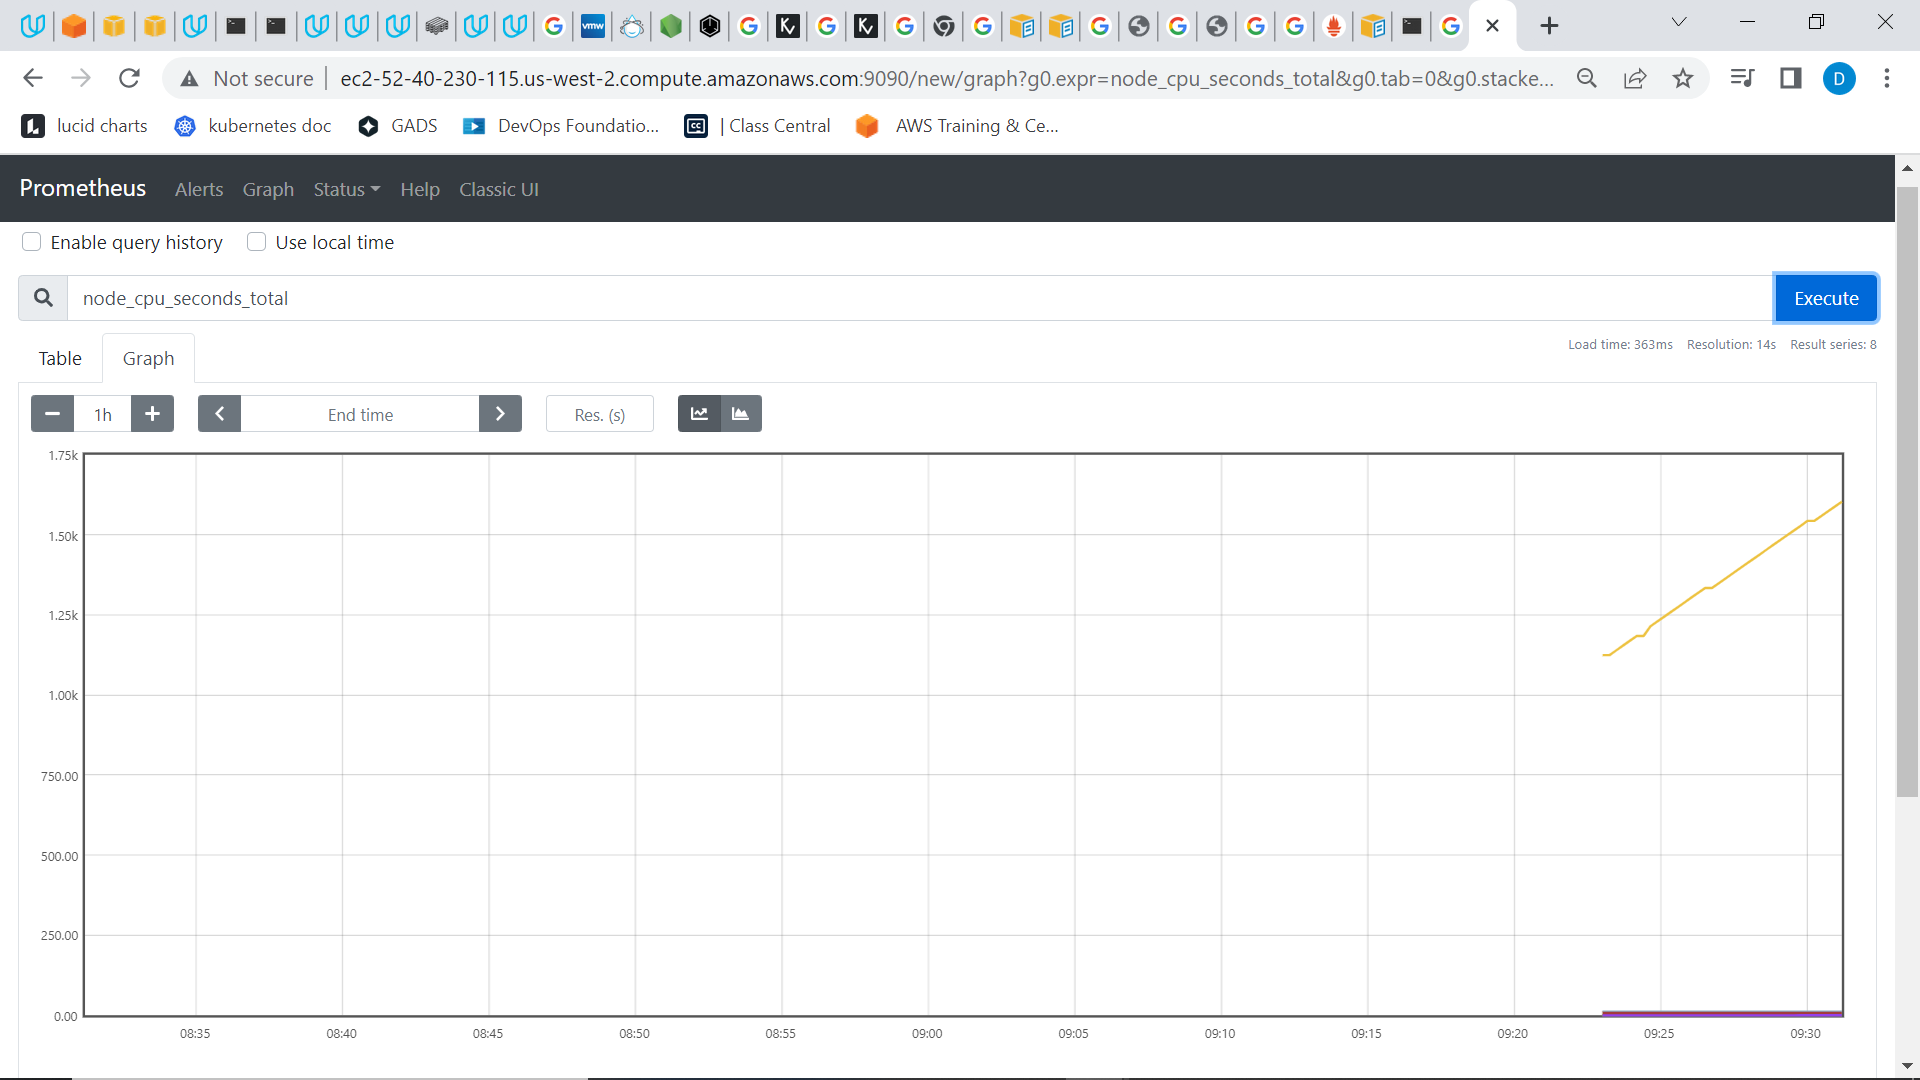 vmw
Not secure | ec2-52-40-230-115.us-west-2.compute.amazonaws.com:9090/new/graph?g0.expr=node_cpu_seconds_total&g0.tab=0&g0.stacke...
D
lucid charts kubernetes doc GADS DevOps Foundatio... CC | Class Central AWS Training & Ce...
Prometheus Alerts Graph Status Help Classic UI
Enable query history Use local time
node_cpu_seconds_total Execute
Load time: 363ms Resolution: 14s Result series: 8
Table Graph
1h End time Res. (s)
1.75k
1.50k
1.25k
1.00k
750.00
500.00
250.00
0.00
08:35 08:40 08:45 08:50 08:55 09:00 09:05 09:10 09:15 09:20 09:25 09:30